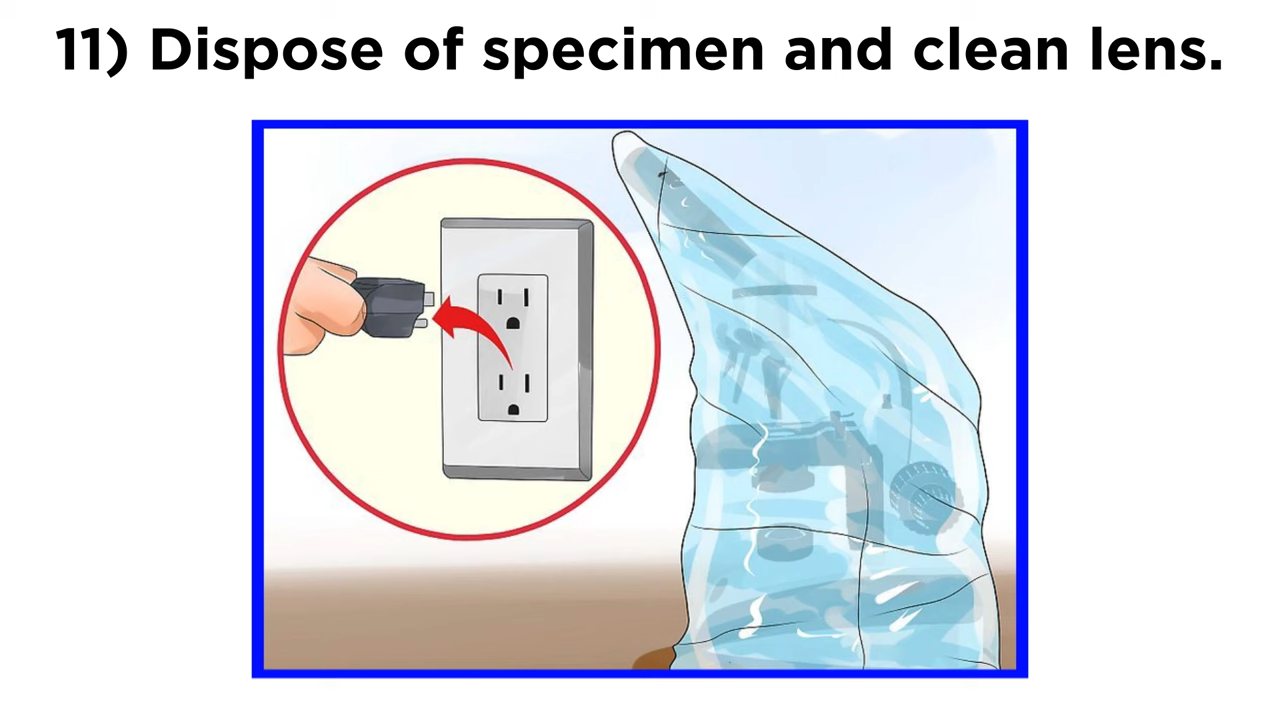 11) Dispose of specimen and clean lens.